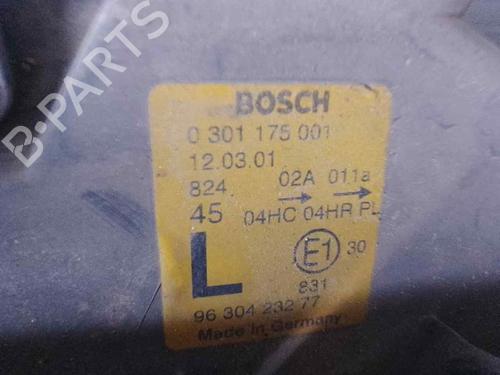 BOSCH
0 301 175 001
12.03.01
824 02A 011a
45 04HC 04HR PL
L E1 30
831
96 304 232 77
Made in Germany
B-PARTS